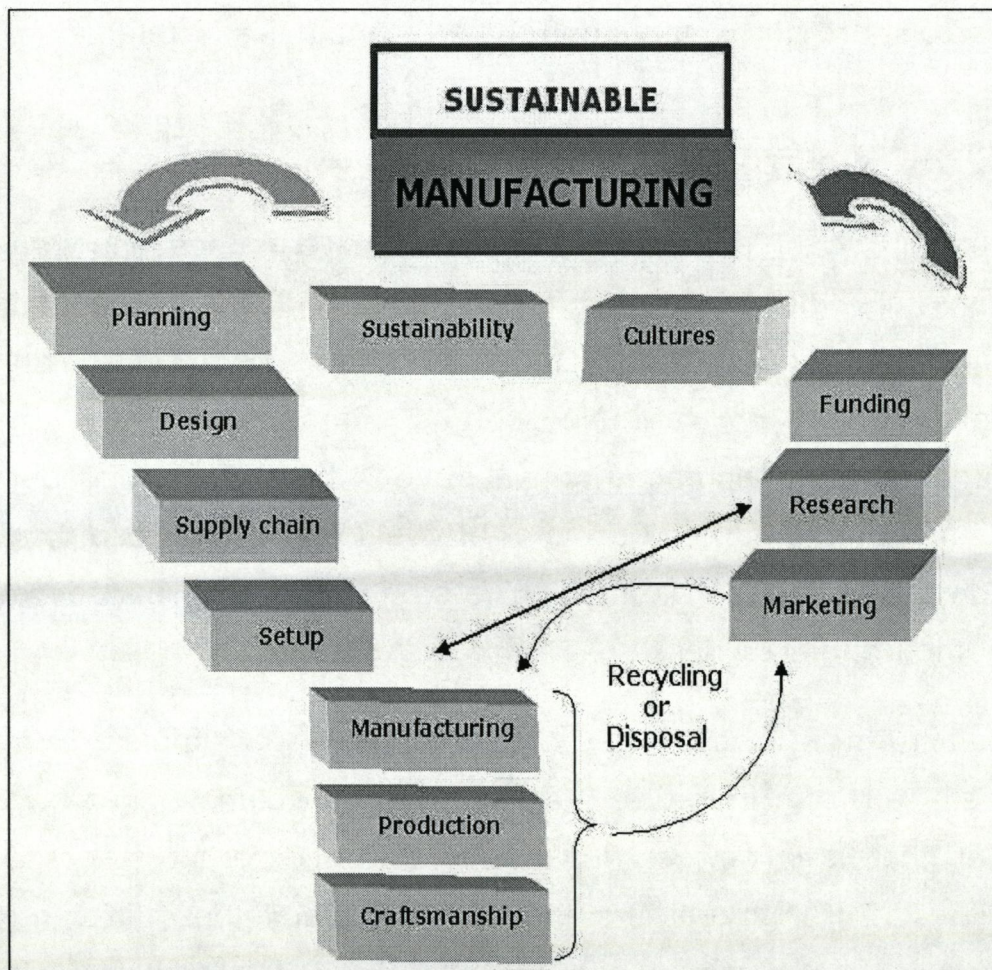 SUSTAINABLE
MANUFACTURING
Planning
Sustainability
Cultures
Design
Funding
Supply chain
Research
Setup
Marketing
Recycling
or
Disposal
Manufacturing
Production
Craftsmanship